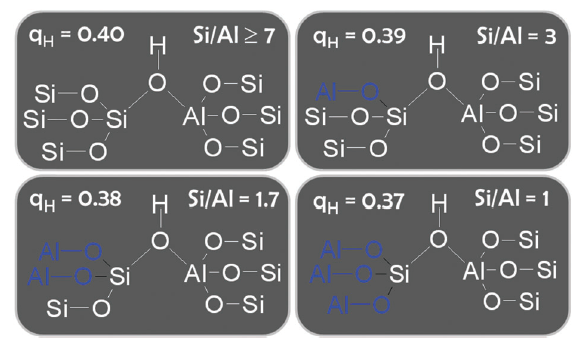 qH = 0.40 Si/Al ≥ 7
H
O
Si—O O—Si
Si—O—Si Al—O—Si
Si—O O—Si
qH = 0.39 Si/Al = 3
H
O
Al—O O—Si
Si—O—Si Al—O—Si
Si—O O—Si
qH = 0.38 Si/Al = 1.7
H
O
Al—O O—Si
Al—O—Si Al—O—Si
Si—O O—Si
qH = 0.37 Si/Al = 1
H
O
Al—O O—Si
Al—O—Si Al—O—Si
Al—O O—Si